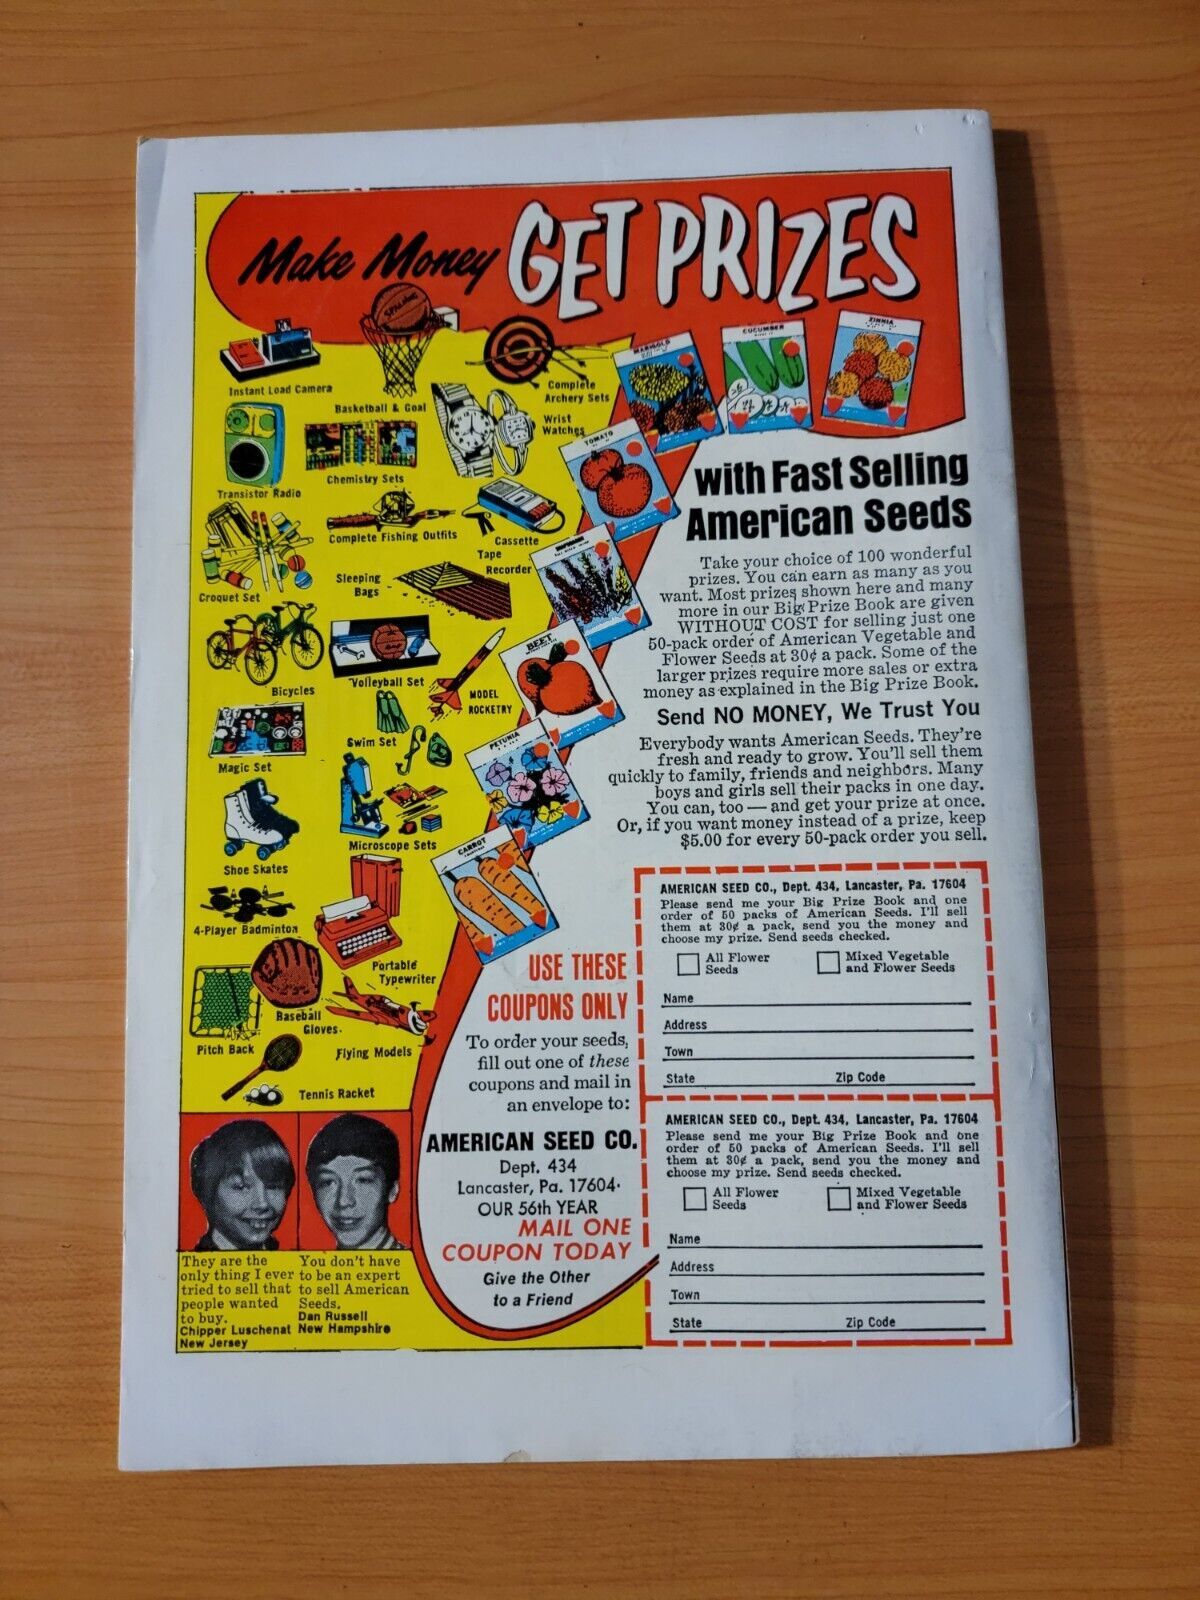 Make Money GET PRIZES
SPALDING
Instant Load Camera
Basketball & Goal
Complete
Archery Sets
Wrist
Watches
Transistor Radio
Chemistry Sets
Complete Fishing Outfits
Cassette
Tape
Recorder
Croquet Set
Sleeping
Bags
Bicycles
Volleyball Set
MODEL
ROCKETRY
Magic Set
Swim Set
Shoe Skates
Microscope Sets
4-Player Badminton
Portable
Typewriter
Pitch Back
Baseball
Gloves
Flying Models
Tennis Racket
MARIGOLD
CUCUMBER
ZINNIA
TOMATO
BEET
PETUNIA
CARROT
with Fast Selling
American Seeds
Take your choice of 100 wonderful
prizes. You can earn as many as you
want. Most prizes shown here and many
more in our Big Prize Book are given
WITHOUT COST for selling just one
50-pack order of American Vegetable and
Flower Seeds at 30¢ a pack. Some of the
larger prizes require more sales or extra
money as explained in the Big Prize Book.
Send NO MONEY, We Trust You
Everybody wants American Seeds. They're
fresh and ready to grow. You'll sell them
quickly to family, friends and neighbors. Many
boys and girls sell their packs in one day.
You can, too — and get your prize at once.
Or, if you want money instead of a prize, keep
$5.00 for every 50-pack order you sell.
USE THESE
COUPONS ONLY
To order your seeds,
fill out one of these
coupons and mail in
an envelope to:
AMERICAN SEED CO.
Dept. 434
Lancaster, Pa. 17604
OUR 56th YEAR
MAIL ONE
COUPON TODAY
Give the Other
to a Friend
They are the
only thing I ever
tried to sell that
people wanted
to buy.
Chipper Luschenat
New Jersey
You don't have
to be an expert
to sell American
Seeds.
Dan Russell
New Hampshire
AMERICAN SEED CO., Dept. 434, Lancaster, Pa. 17604
Please send me your Big Prize Book and one
order of 50 packs of American Seeds. I'll sell
them at 30¢ a pack, send you the money and
choose my prize. Send seeds checked.
All Flower
Seeds
Mixed Vegetable
and Flower Seeds
Name
Address
Town
State Zip Code
AMERICAN SEED CO., Dept. 434, Lancaster, Pa. 17604
Please send me your Big Prize Book and one
order of 50 packs of American Seeds. I'll sell
them at 30¢ a pack, send you the money and
choose my prize. Send seeds checked.
All Flower
Seeds
Mixed Vegetable
and Flower Seeds
Name
Address
Town
State Zip Code